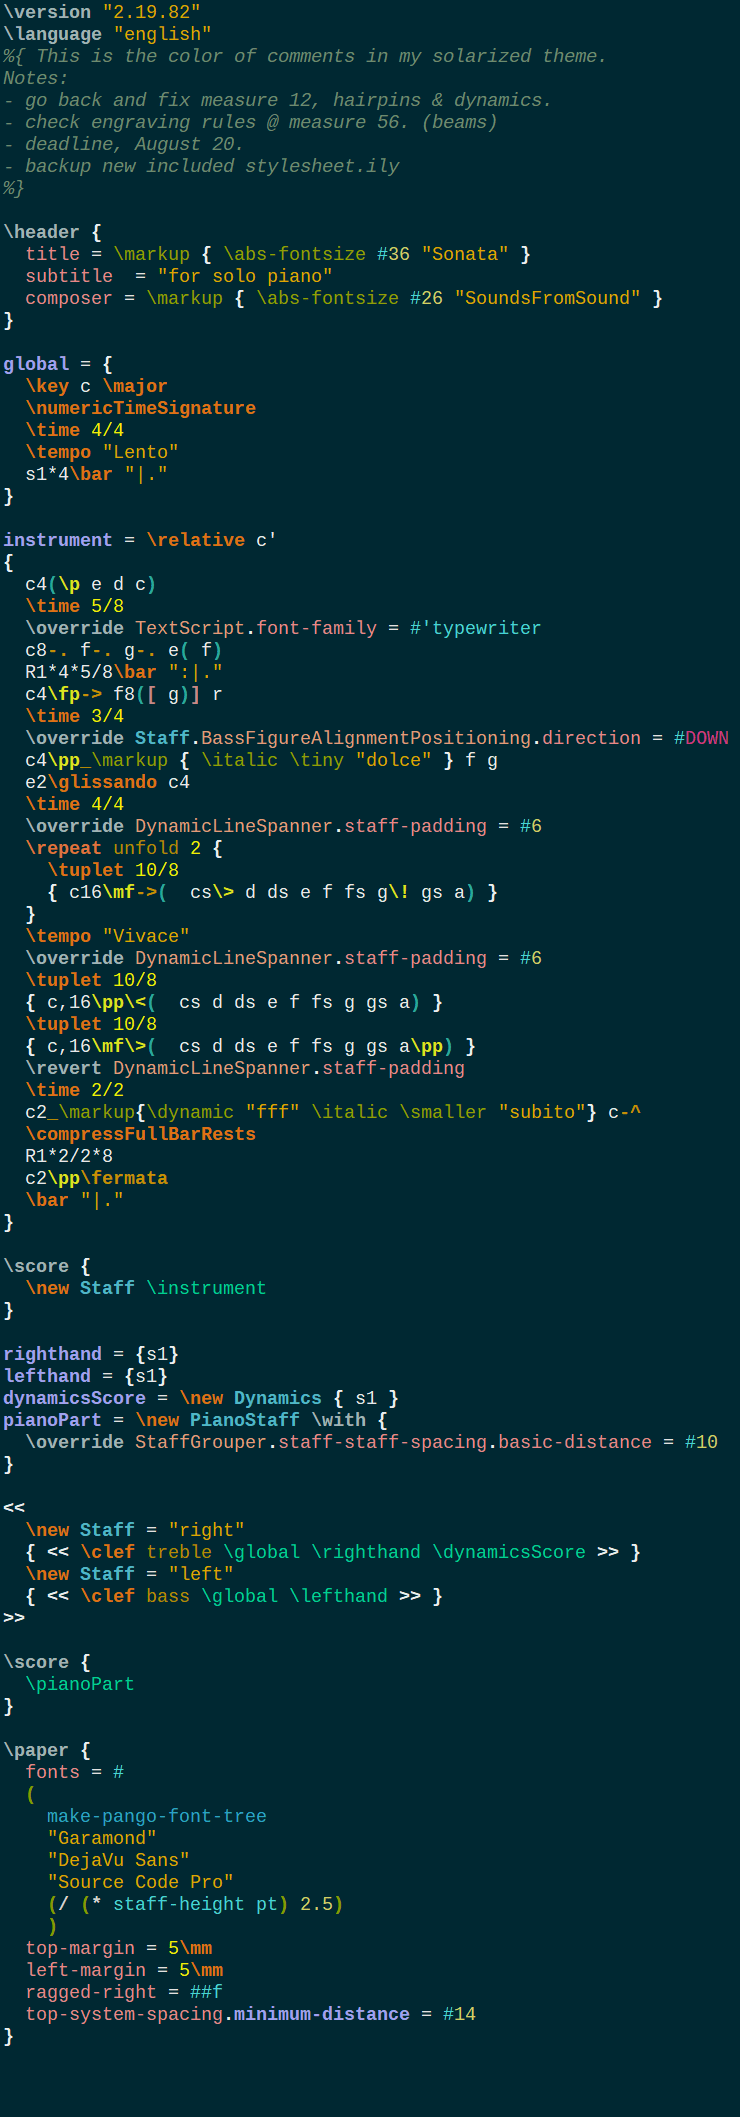 \version "2.19.82"
\language "english"
%{ This is the color of comments in my solarized theme.
Notes:
- go back and fix measure 12, hairpins & dynamics.
- check engraving rules @ measure 56. (beams)
- deadline, August 20.
- backup new included stylesheet.ily
%}

\header {
  title = \markup { \abs-fontsize #36 "Sonata" }
  subtitle  = "for solo piano"
  composer = \markup { \abs-fontsize #26 "SoundsFromSound" }
}

global = {
  \key c \major
  \numericTimeSignature
  \time 4/4
  \tempo "Lento"
  s1*4\bar "|."
}

instrument = \relative c'
{
  c4(\p e d c)
  \time 5/8
  \override TextScript.font-family = #'typewriter
  c8-. f-. g-. e( f)
  R1*4*5/8\bar ":|."
  c4\fp-> f8([ g)] r
  \time 3/4
  \override Staff.BassFigureAlignmentPositioning.direction = #DOWN
  c4\pp_\markup { \italic \tiny "dolce" } f g
  e2\glissando c4
  \time 4/4
  \override DynamicLineSpanner.staff-padding = #6
  \repeat unfold 2 {
    \tuplet 10/8
    { c16\mf->(  cs\> d ds e f fs g\! gs a) }
  }
  \tempo "Vivace"
  \override DynamicLineSpanner.staff-padding = #6
  \tuplet 10/8
  { c,16\pp\<(  cs d ds e f fs g gs a) }
  \tuplet 10/8
  { c,16\mf\>(  cs d ds e f fs g gs a\pp) }
  \revert DynamicLineSpanner.staff-padding
  \time 2/2
  c2_\markup{\dynamic "fff" \italic \smaller "subito"} c-^
  \compressFullBarRests
  R1*2/2*8
  c2\pp\fermata
  \bar "|."
}

\score {
  \new Staff \instrument
}

righthand = {s1}
lefthand = {s1}
dynamicsScore = \new Dynamics { s1 }
pianoPart = \new PianoStaff \with {
  \override StaffGrouper.staff-staff-spacing.basic-distance = #10
}

<<
  \new Staff = "right"
  { << \clef treble \global \righthand \dynamicsScore >> }
  \new Staff = "left"
  { << \clef bass \global \lefthand >> }
>>

\score {
  \pianoPart
}

\paper {
  fonts = #
  (
    make-pango-font-tree
    "Garamond"
    "DejaVu Sans"
    "Source Code Pro"
    (/ (* staff-height pt) 2.5)
    )
  top-margin = 5\mm
  left-margin = 5\mm
  ragged-right = ##f
  top-system-spacing.minimum-distance = #14
}